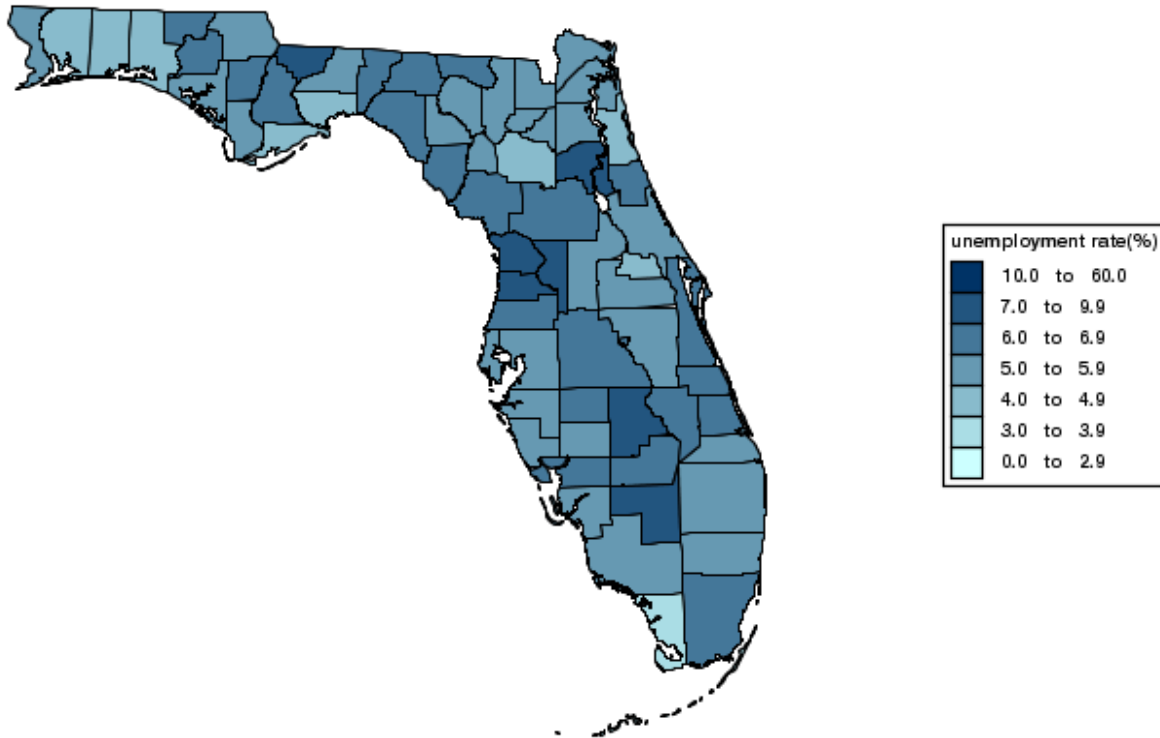 unemployment rate(%)
10.0 to 60.0
7.0 to 9.9
6.0 to 6.9
5.0 to 5.9
4.0 to 4.9
3.0 to 3.9
0.0 to 2.9